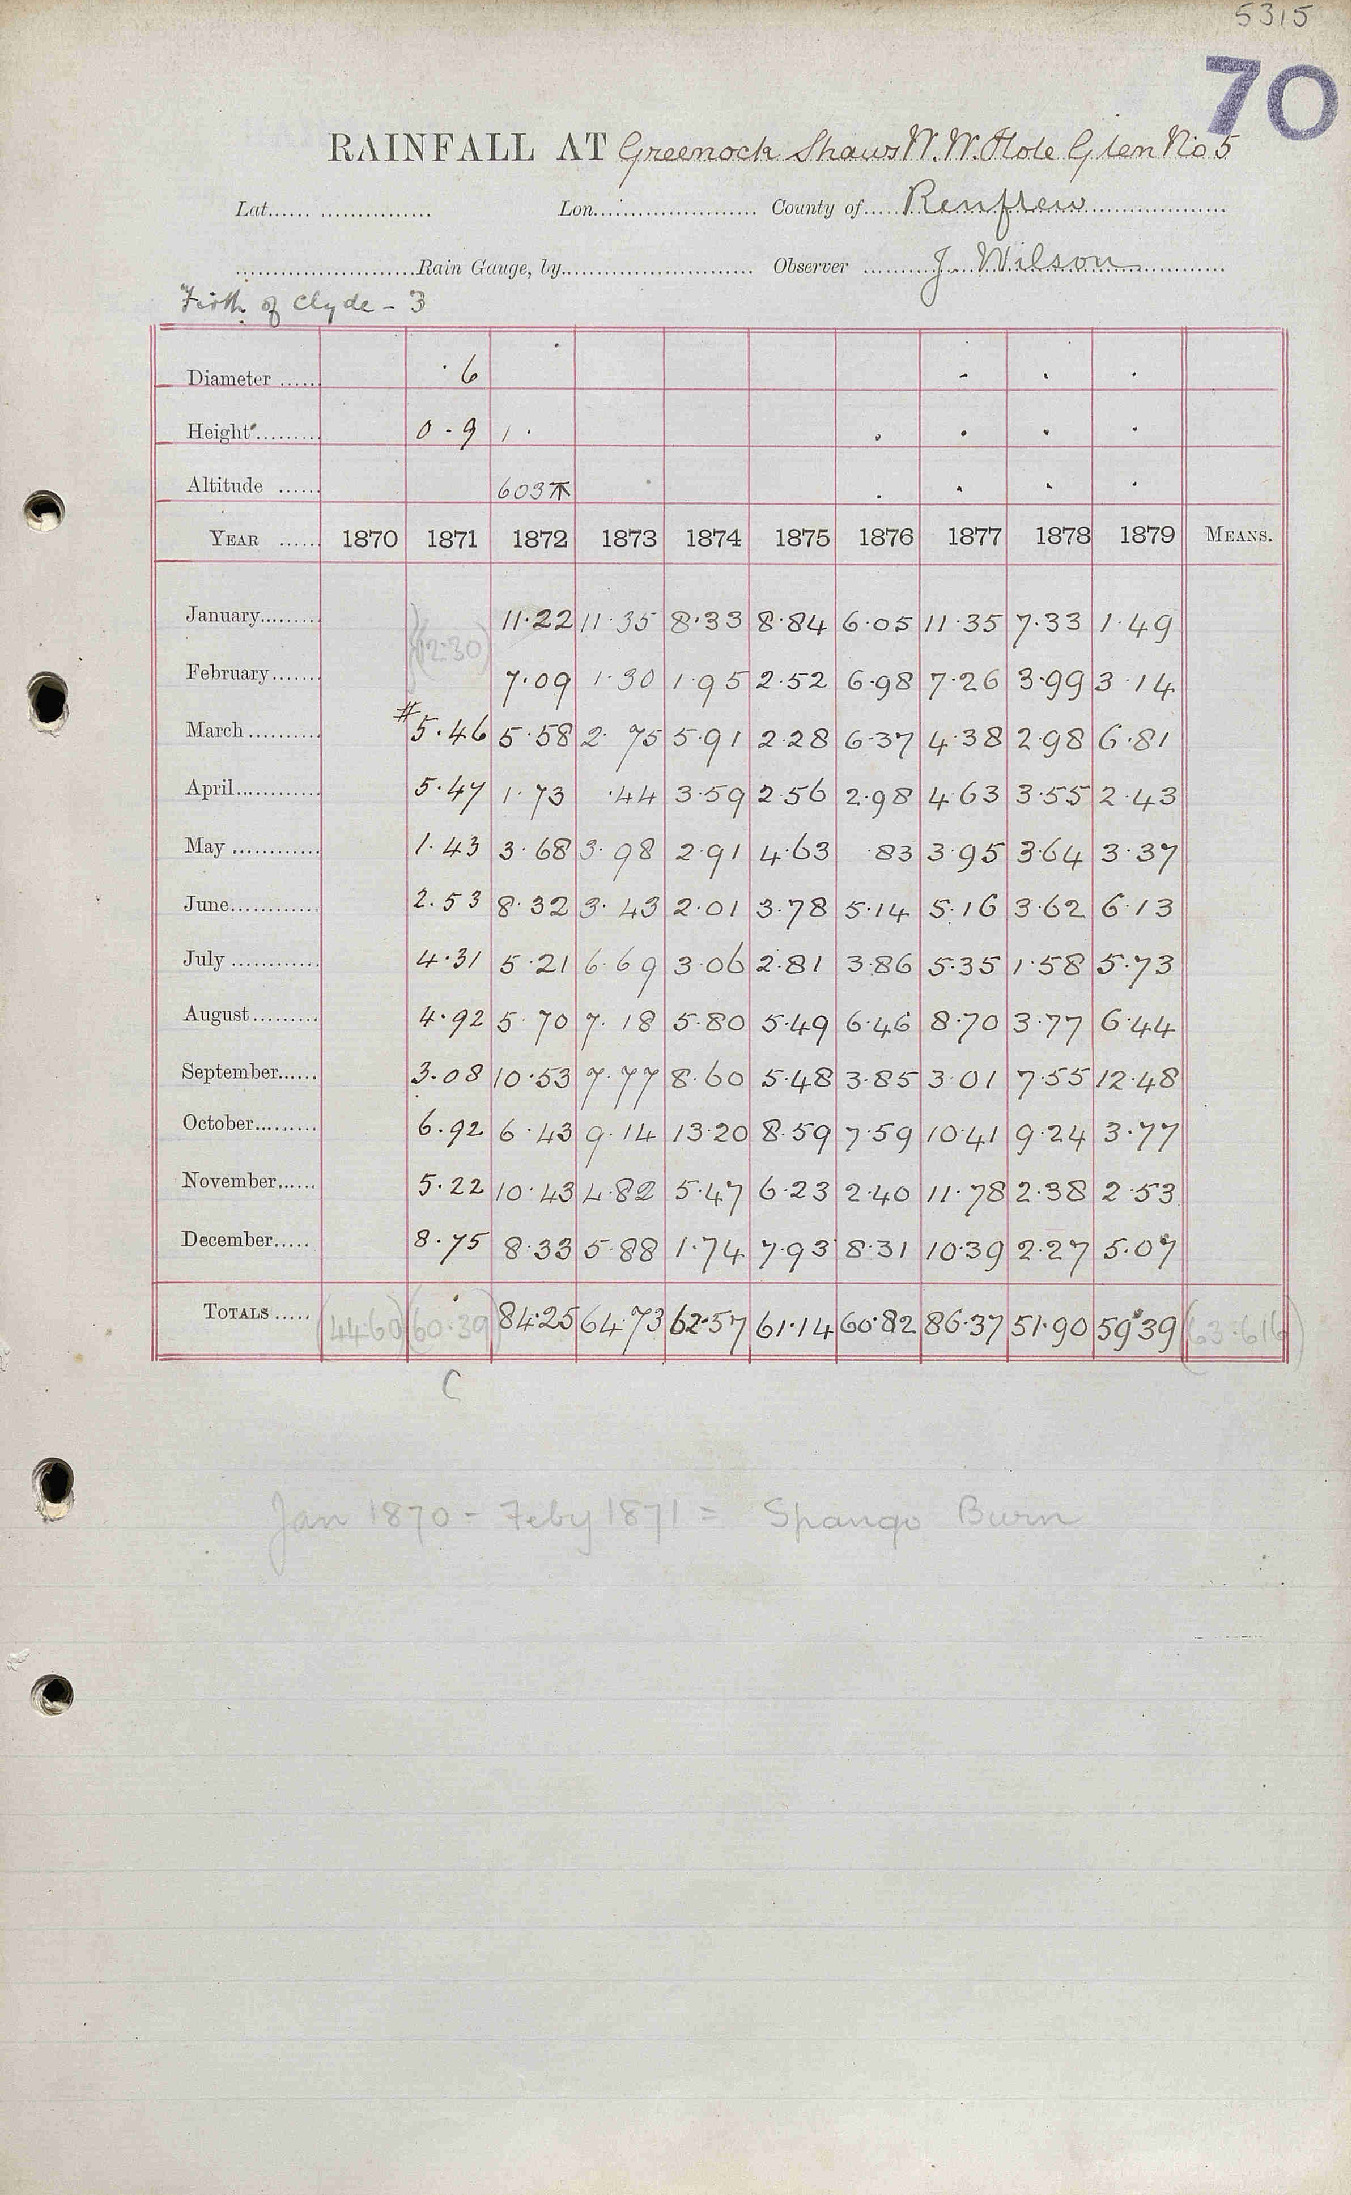 5315
70
RAINFALL AT Greenock Shaws W.W. Hole Glen No 5
Lat. Lon. County of Renfrew
Rain Gauge, by Observer J. Wilson
Firth of Clyde - 3
Diameter 6
Height 0 - 9 1
Altitude 603
YEAR 1870 1871 1872 1873 1874 1875 1876 1877 1878 1879 MEANS.
January 11.22 11.35 8.33 8.84 6.05 11.35 7.33 1.49
(12.30)
February 7.09 1.30 1.95 2.52 6.98 7.26 3.99 3.14
March #5.46 5.58 2.75 5.91 2.28 6.37 4.38 2.98 6.81
April 5.47 1.73 .44 3.59 2.56 2.98 4.63 3.55 2.43
May 1.43 3.68 3.98 2.91 4.63 .83 3.95 3.64 3.37
June 2.53 8.32 3.43 2.01 3.78 5.14 5.16 3.62 6.13
July 4.31 5.21 6.69 3.06 2.81 3.86 5.35 1.58 5.73
August 4.92 5.70 7.18 5.80 5.49 6.46 8.70 3.77 6.44
September 3.08 10.53 7.77 8.60 5.48 3.85 3.01 7.55 12.48
October 6.92 6.43 9.14 13.20 8.59 7.59 10.41 9.24 3.77
November 5.22 10.43 4.82 5.47 6.23 2.40 11.78 2.38 2.53
December 8.75 8.33 5.88 1.74 7.93 8.31 10.39 2.27 5.07
TOTALS (44.60) (60.39) 84.25 64.73 62.57 61.14 60.82 86.37 51.90 59.39 (63.616)
C
Jan 1870 - Feby 1871 = Spango Burn